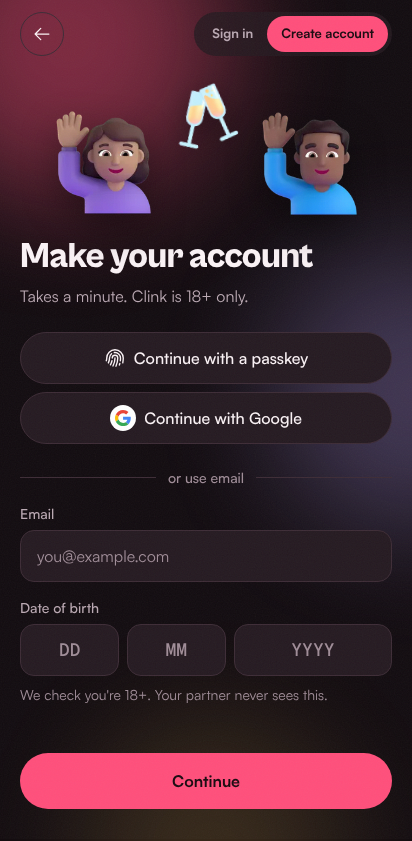 Sign in
Create account
Make your account
Takes a minute. Clink is 18+ only.
Continue with a passkey
Continue with Google
or use email
Email
you@example.com
Date of birth
DD
MM
YYYY
We check you're 18+. Your partner never sees this.
Continue